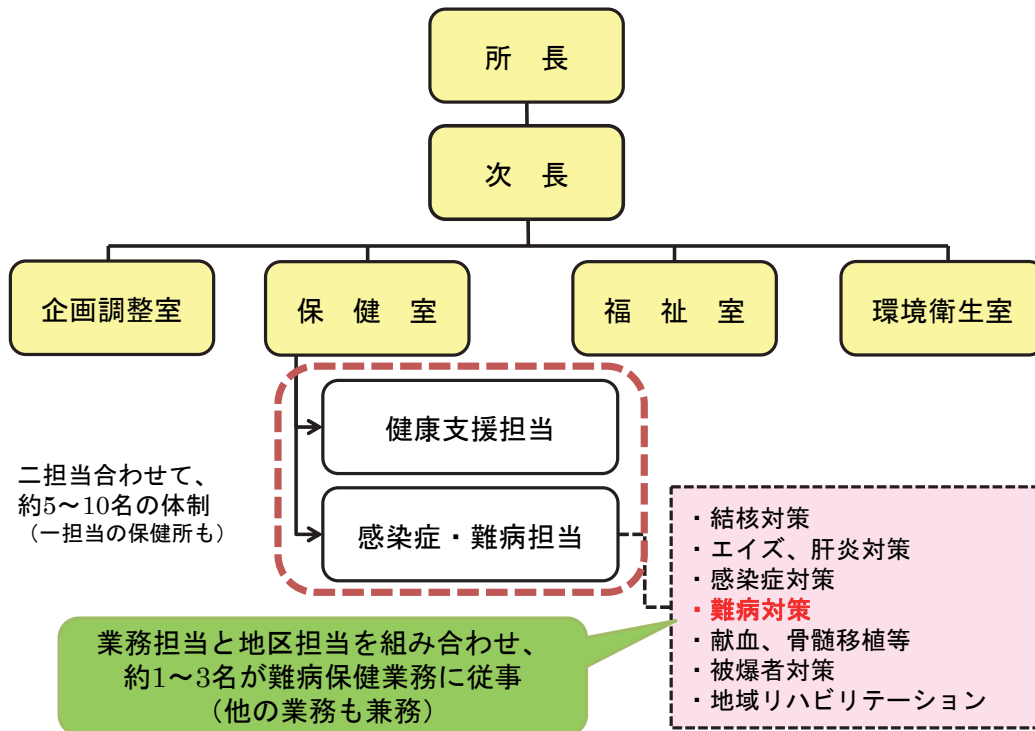 所　長
次　長
企画調整室
保　健　室
福　祉　室
環境衛生室
健康支援担当
感染症・難病担当
二担当合わせて、
約5～10名の体制
（一担当の保健所も）
・結核対策
・エイズ、肝炎対策
・感染症対策
・難病対策
・献血、骨髄移植等
・被爆者対策
・地域リハビリテーション
業務担当と地区担当を組み合わせ、
約1～3名が難病保健業務に従事
（他の業務も兼務）